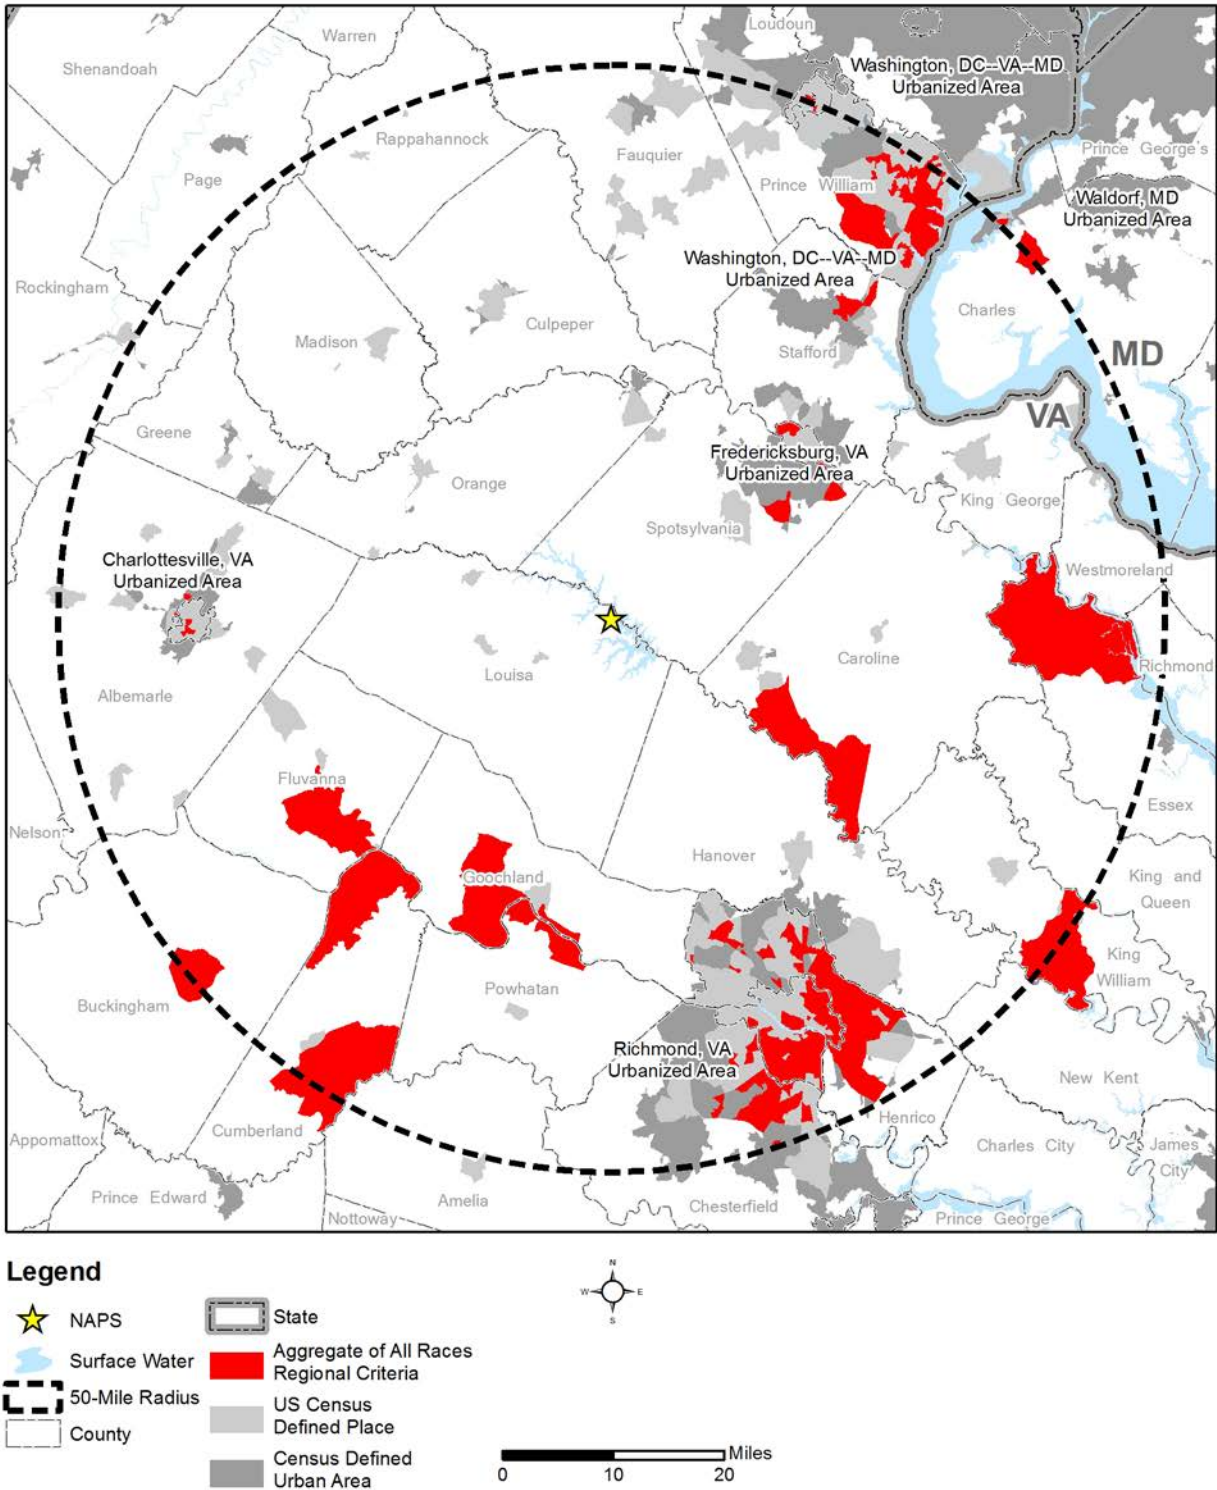 Loudoun
Warren
Shenandoah
Washington, DC--VA--MD
Urbanized Area
Rappahannock
Prince George's
Fauquier
Page
Prince William
Waldorf, MD
Urbanized Area
Washington, DC--VA--MD
Urbanized Area
Rockingham
Charles
Culpeper
Madison
Stafford
MD
VA
Greene
Fredericksburg, VA
Urbanized Area
Orange
King George
Spotsylvania
Charlottesville, VA
Urbanized Area
Westmoreland
Caroline
Richmond
Louisa
Albemarle
Fluvanna
Essex
Nelson
Hanover
Goochland
King and
Queen
King
William
Powhatan
Buckingham
Richmond, VA
Urbanized Area
New Kent
Henrico
Cumberland
Appomattox
Charles City
James
City
Prince Edward
Amelia
Chesterfield
Nottoway
Prince George
Legend
NAPS
Surface Water
50-Mile Radius
County
State
Aggregate of All Races
Regional Criteria
US Census
Defined Place
Census Defined
Urban Area
N
W E
S
Miles
0 10 20